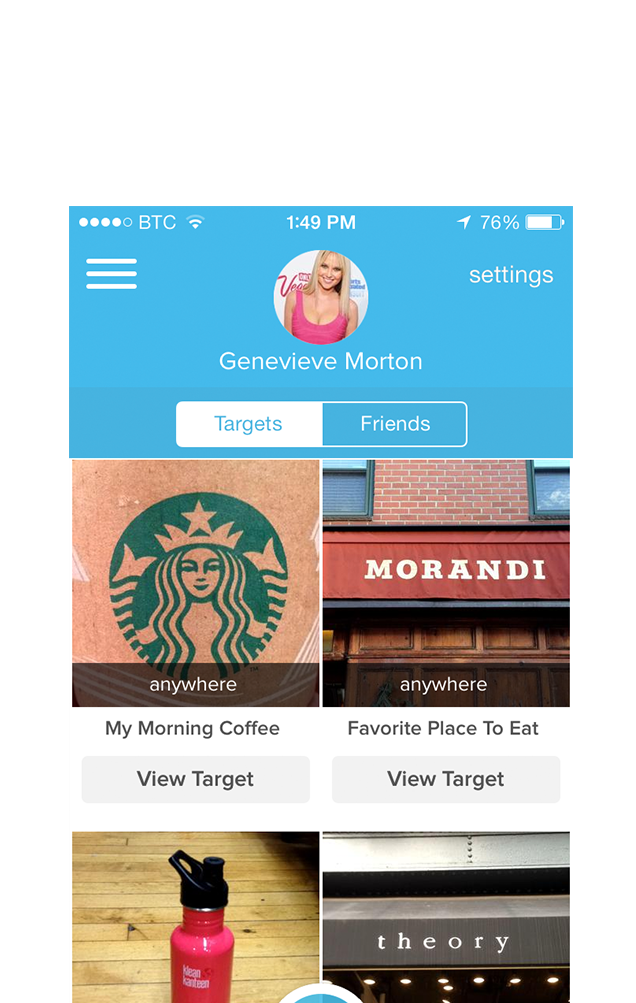 BTC
1:49 PM
76%
settings
Genevieve Morton
Targets
Friends
MORANDI
anywhere
anywhere
My Morning Coffee
Favorite Place To Eat
View Target
View Target
theory
klean
kanteen